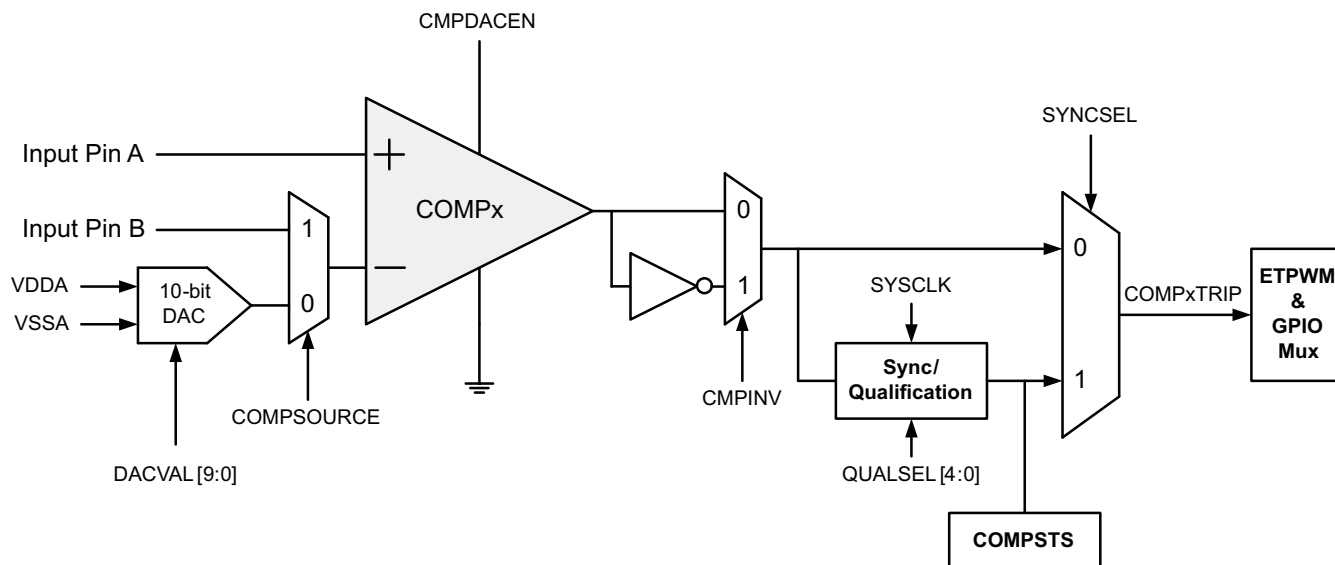 CMPDACEN
SYNCSEL
Input Pin A
+
COMPx
Input Pin B
1
0
VDDA
10-bit
DAC
VSSA
−
0
1
0
SYSCLK
COMPxTRIP
ETPWM
&
GPIO
Mux
Sync/
Qualification
1
COMPSOURCE
CMPINV
DACVAL [9:0]
QUALSEL [4:0]
COMPSTS